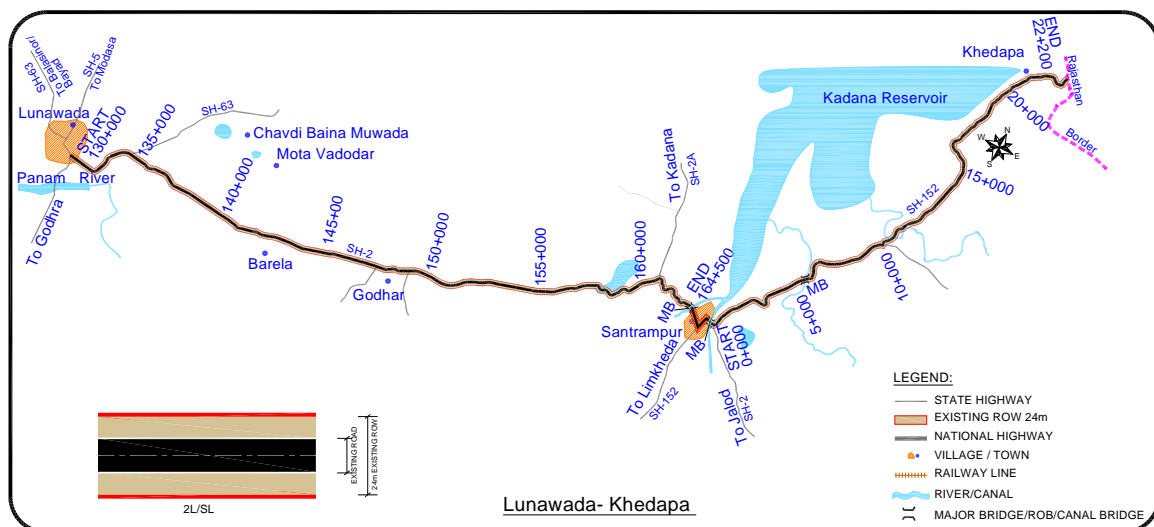 SH-63
To Balasinor/
Bayad
SH-5
To Modasa
Lunawada
START
130+000
135+000
SH-63
Chavdi Baina Muwada
Mota Vadodar
Panam River
To Godhra
140+000
Barela
145+00
SH-2
Godhar
150+000
155+000
160+000
To Kadana
SH-2A
MB
END
164+500
Santrampur
MB
START
0+000
To Limkheda
SH-152
To Jalod
SH-2
MB
5+000
10+000
SH-152
15+000
20+000
Kadana Reservoir
Khedapa
END
22+200
Rajasthan
Border
N
W
E
S
EXISTING ROAD
24m EXISTING ROW
2L/SL
Lunawada- Khedapa
LEGEND:
STATE HIGHWAY
EXISTING ROW 24m
NATIONAL HIGHWAY
VILLAGE / TOWN
RAILWAY LINE
RIVER/CANAL
MAJOR BRIDGE/ROB/CANAL BRIDGE